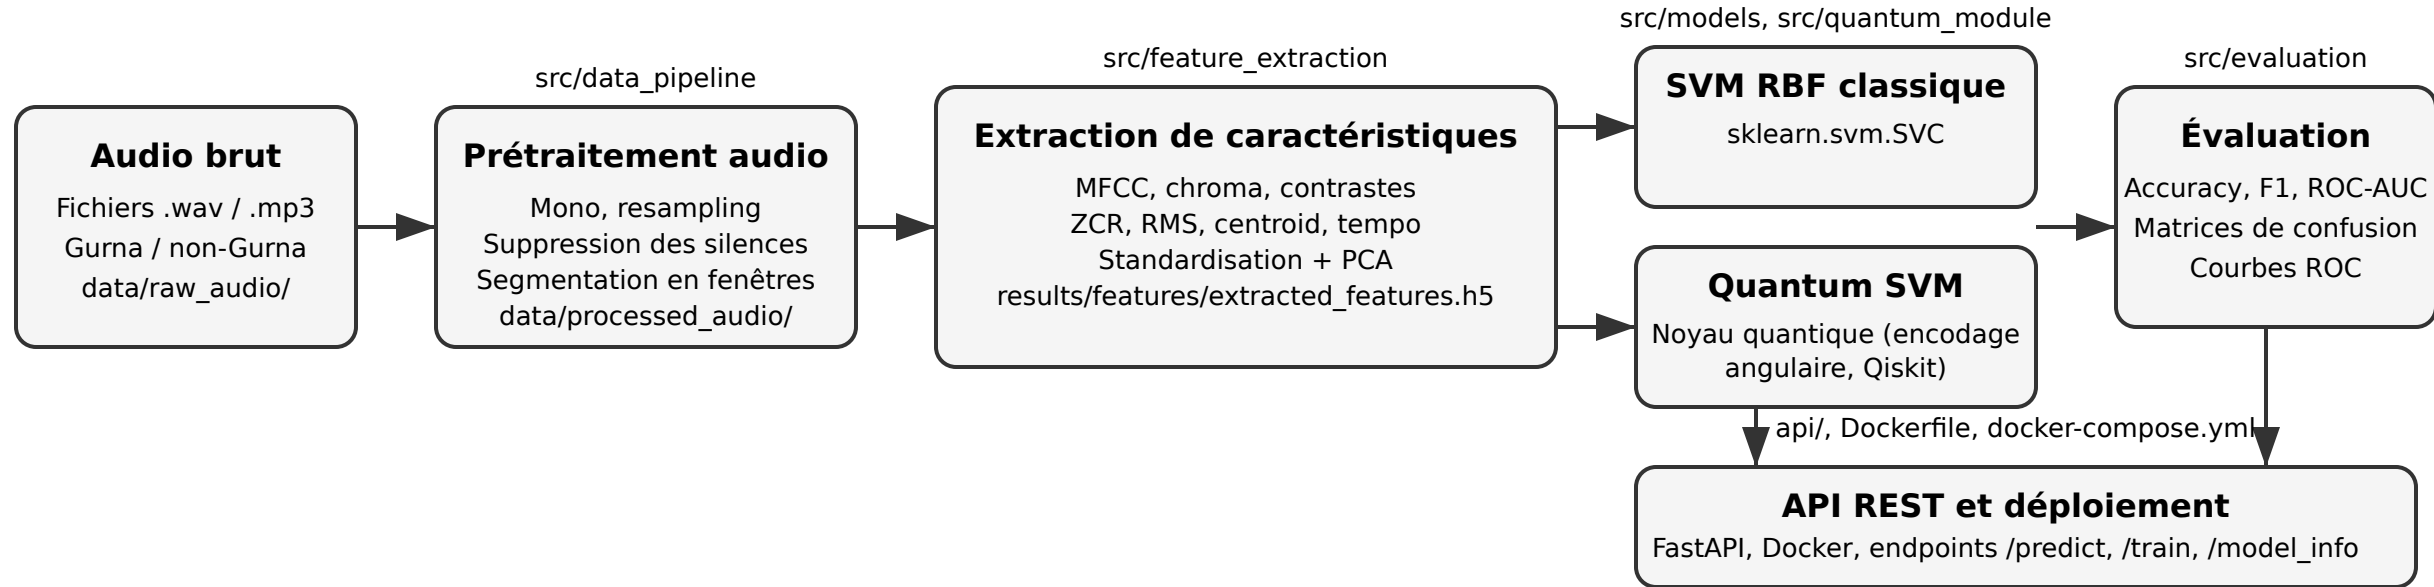 Audio brut
Fichiers .wav / .mp3
Gurna / non-Gurna
data/raw_audio/
src/data_pipeline
Prétraitement audio
Mono, resampling
Suppression des silences
Segmentation en fenêtres
data/processed_audio/
src/feature_extraction
Extraction de caractéristiques
MFCC, chroma, contrastes
ZCR, RMS, centroid, tempo
Standardisation + PCA
results/features/extracted_features.h5
src/models, src/quantum_module
SVM RBF classique
sklearn.svm.SVC
Quantum SVM
Noyau quantique (encodage
angulaire, Qiskit)
src/evaluation
Évaluation
Accuracy, F1, ROC-AUC
Matrices de confusion
Courbes ROC
api/, Dockerfile, docker-compose.yml
API REST et déploiement
FastAPI, Docker, endpoints /predict, /train, /model_info